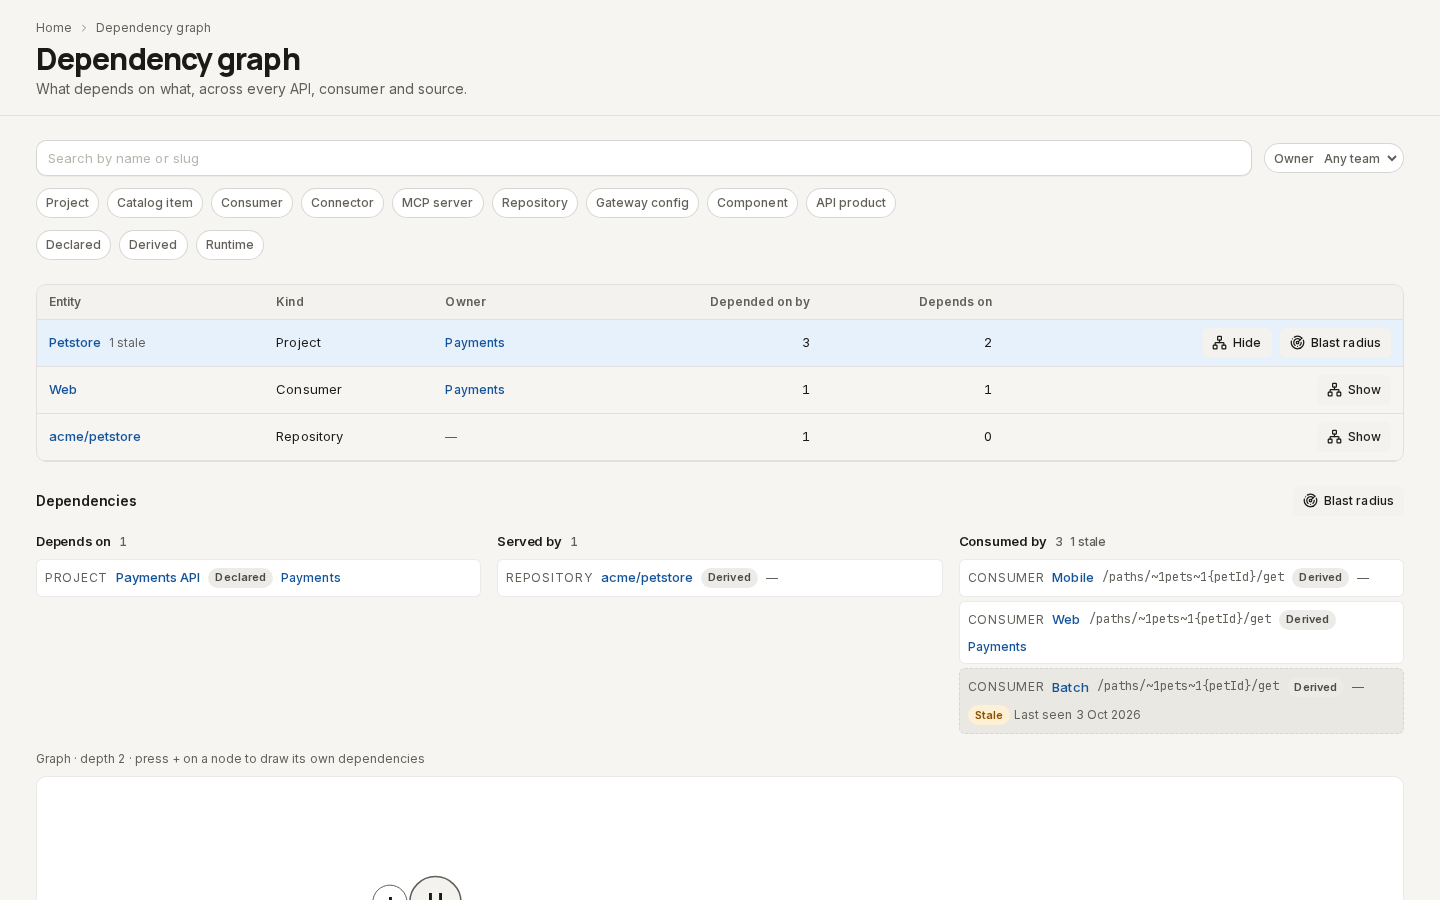 Home > Dependency graph
Dependency graph
What depends on what, across every API, consumer and source.
Search by name or slug
Owner Any team
Project Catalog item Consumer Connector MCP server Repository Gateway config Component API product
Declared Derived Runtime
Entity Kind Owner Depended on by Depends on
Petstore 1 stale Project Payments 3 2 Hide Blast radius
Web Consumer Payments 1 1 Show
acme/petstore Repository — 1 0 Show
Dependencies Blast radius
Depends on 1
PROJECT Payments API Declared Payments
Served by 1
REPOSITORY acme/petstore Derived —
Consumed by 3 1 stale
CONSUMER Mobile /paths/~1pets~1{petId}/get Derived —
CONSUMER Web /paths/~1pets~1{petId}/get Derived
Payments
CONSUMER Batch /paths/~1pets~1{petId}/get Derived —
Stale Last seen 3 Oct 2026
Graph · depth 2 · press + on a node to draw its own dependencies